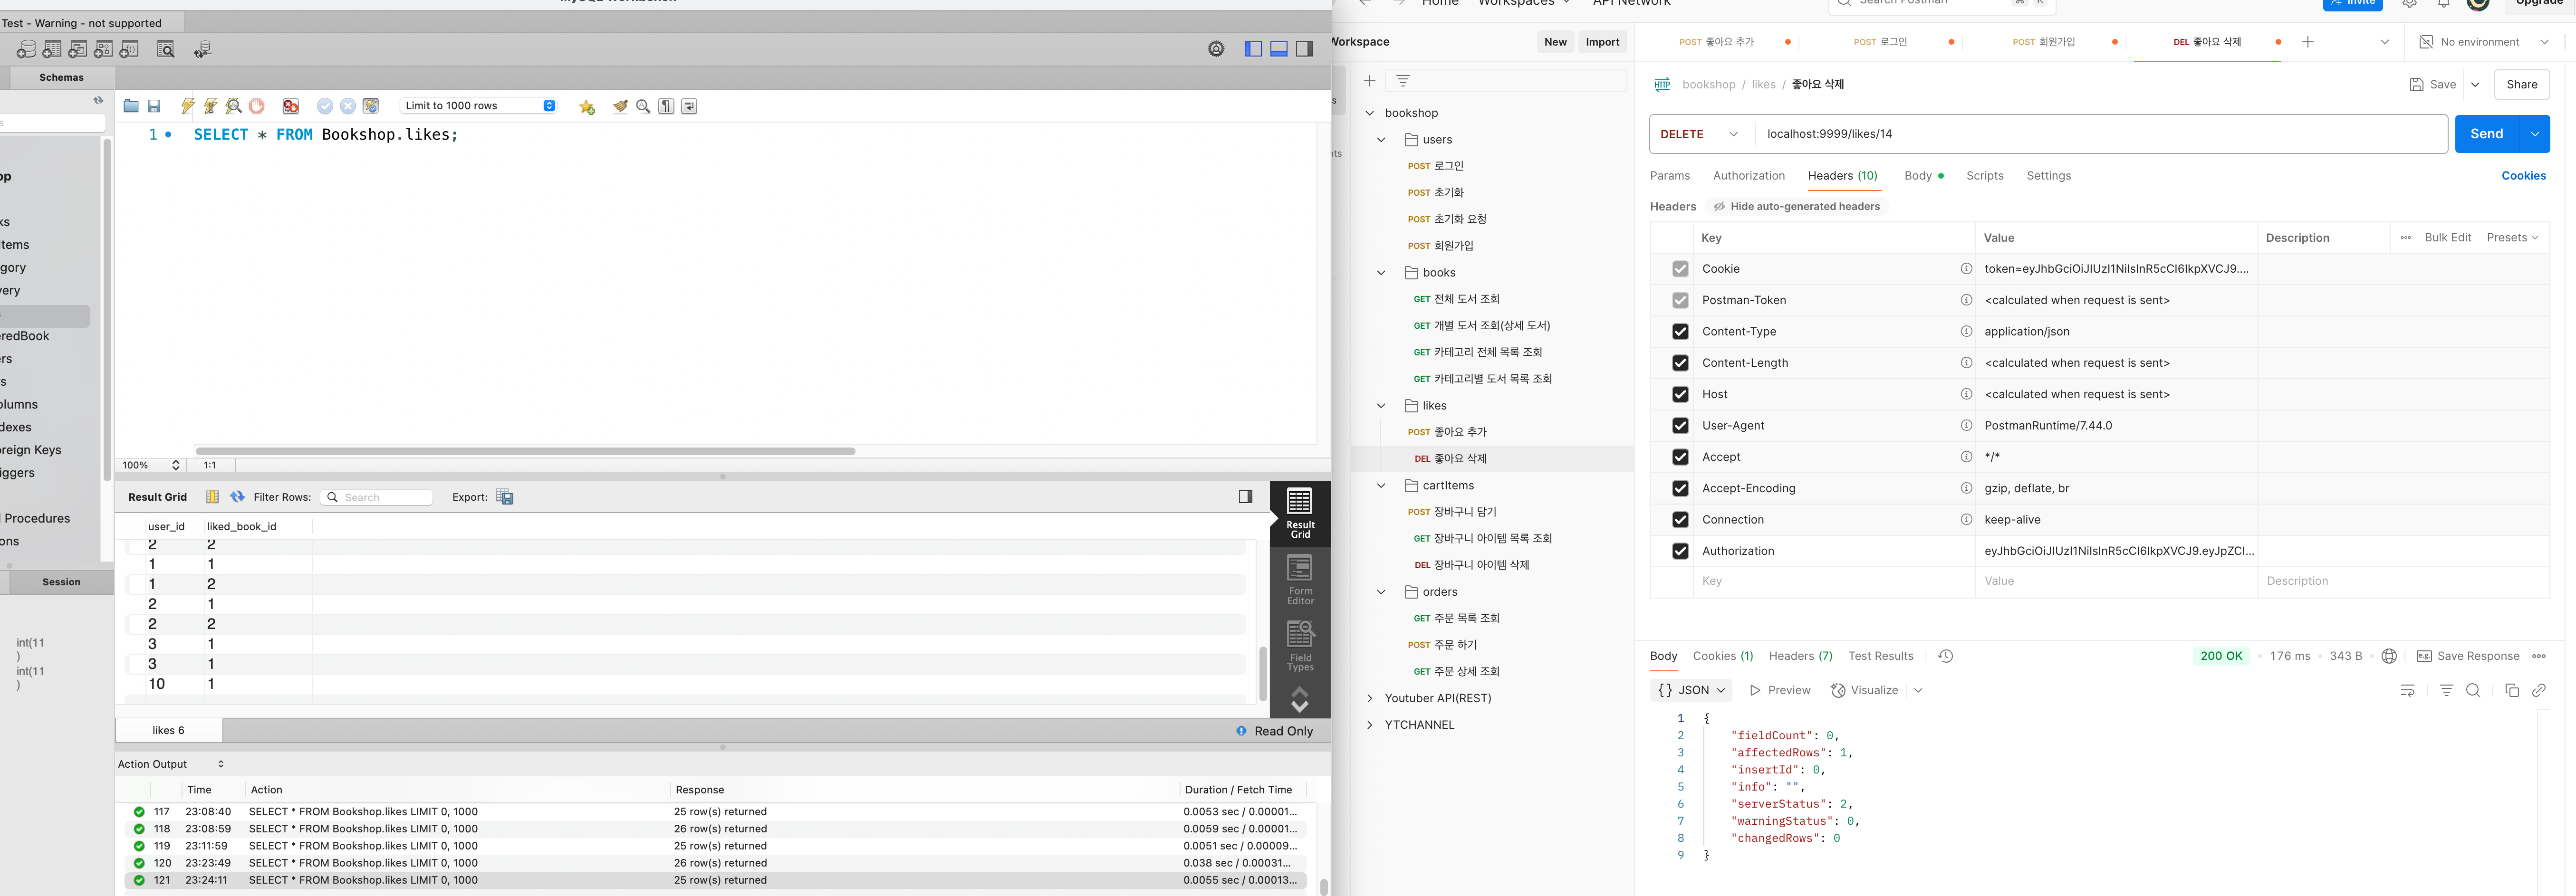 Test - Warning - not supported
Schemas
Limit to 1000 rows
1 SELECT * FROM Bookshop.likes;
Session
int(11
)
int(11
)
100% 1:1
Result Grid Filter Rows: Search Export:
user_id liked_book_id
2 2
1 1
1 2
2 1
2 2
3 1
3 1
10 1
Result Grid
Form Editor
Field Types
likes 6 Read Only
Action Output
Time Action Response Duration / Fetch Time
117 23:08:40 SELECT * FROM Bookshop.likes LIMIT 0, 1000 25 row(s) returned 0.0053 sec / 0.00001...
118 23:08:59 SELECT * FROM Bookshop.likes LIMIT 0, 1000 26 row(s) returned 0.0059 sec / 0.00001...
119 23:11:59 SELECT * FROM Bookshop.likes LIMIT 0, 1000 25 row(s) returned 0.0051 sec / 0.00009...
120 23:23:49 SELECT * FROM Bookshop.likes LIMIT 0, 1000 26 row(s) returned 0.038 sec / 0.00031...
121 23:24:11 SELECT * FROM Bookshop.likes LIMIT 0, 1000 25 row(s) returned 0.0055 sec / 0.00013...
Home Workspaces API Network Search Postman Invite Upgrade
Workspace New Import
bookshop
users
POST 로그인
POST 초기화
POST 초기화 요청
POST 회원가입
books
GET 전체 도서 조회
GET 개별 도서 조회(상세 도서)
GET 카테고리 전체 목록 조회
GET 카테고리별 도서 목록 조회
likes
POST 좋아요 추가
DEL 좋아요 삭제
cartItems
POST 장바구니 담기
GET 장바구니 아이템 목록 조회
DEL 장바구니 아이템 삭제
orders
GET 주문 목록 조회
POST 주문 하기
GET 주문 상세 조회
Youtuber API(REST)
YTCHANNEL
POST 좋아요 추가 POST 로그인 POST 회원가입 DEL 좋아요 삭제 No environment
HTTP bookshop / likes / 좋아요 삭제 Save Share
DELETE localhost:9999/likes/14 Send
Params Authorization Headers (10) Body Scripts Settings Cookies
Headers Hide auto-generated headers
Key Value Description Bulk Edit Presets
Cookie token=eyJhbGciOiJIUzI1NiIsInR5cCI6IkpXVCJ9....
Postman-Token <calculated when request is sent>
Content-Type application/json
Content-Length <calculated when request is sent>
Host <calculated when request is sent>
User-Agent PostmanRuntime/7.44.0
Accept */*
Accept-Encoding gzip, deflate, br
Connection keep-alive
Authorization eyJhbGciOiJIUzI1NiIsInR5cCI6IkpXVCJ9.eyJpZCI...
Key Value Description
Body Cookies (1) Headers (7) Test Results 200 OK 176 ms 343 B Save Response
{} JSON Preview Visualize
1 {
2 "fieldCount": 0,
3 "affectedRows": 1,
4 "insertId": 0,
5 "info": "",
6 "serverStatus": 2,
7 "warningStatus": 0,
8 "changedRows": 0
9 }